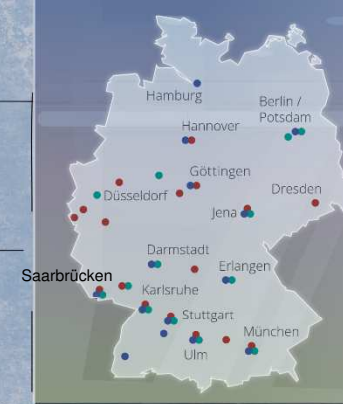 Hamburg
Berlin /
Potsdam
Hannover
Göttingen
Düsseldorf
Dresden
Jena
Darmstadt
Erlangen
Saarbrücken
Karlsruhe
Stuttgart
München
Ulm